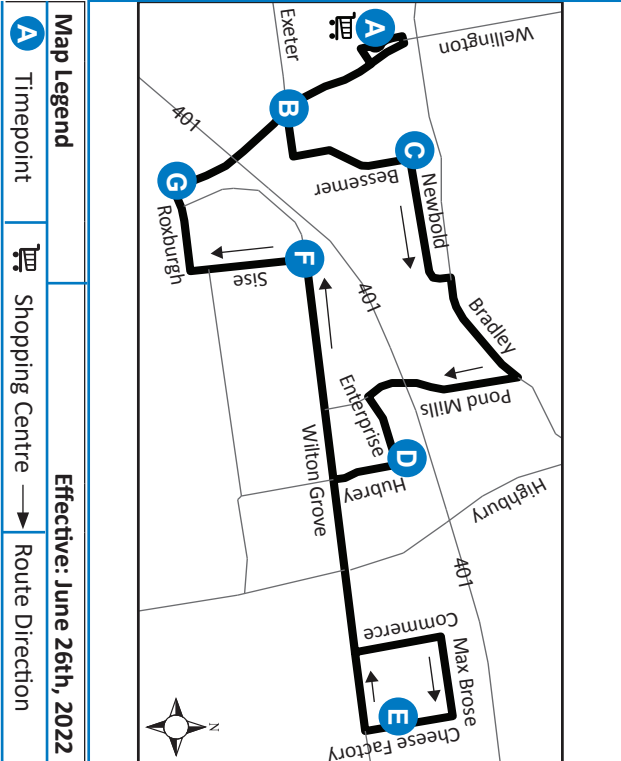 Wellington
A
Exeter
B
C
Newbold
Bessemer
401
G
Roxburgh
Sise
F
401
Bradley
Pond Mills
Enterprise
D
Hubrey
Wilton Grove
Highbury
401
Commerce
Max Brose
E
Cheese Factory
N
Map Legend Effective: June 26th, 2022
A Timepoint Shopping Centre Route Direction